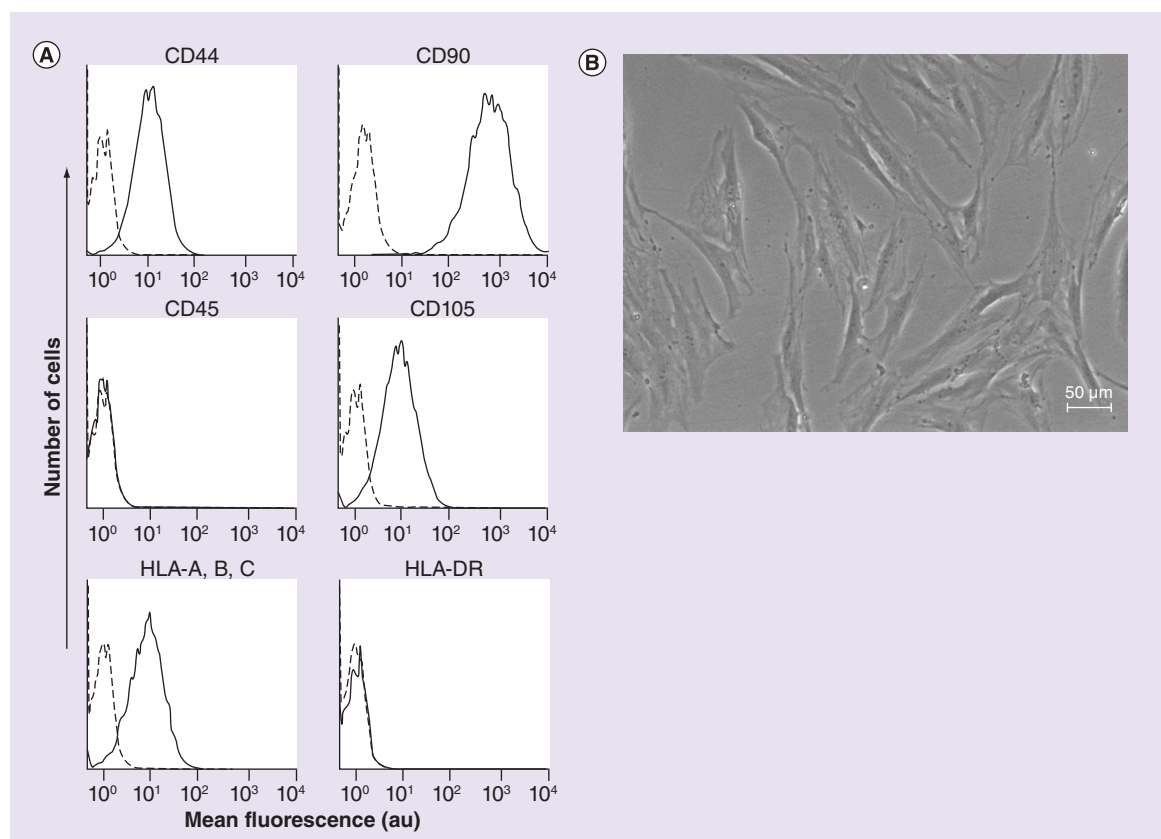 A
CD44
CD90
10⁰ 10¹ 10² 10³ 10⁴
10⁰ 10¹ 10² 10³ 10⁴
CD45
CD105
10⁰ 10¹ 10² 10³ 10⁴
10⁰ 10¹ 10² 10³ 10⁴
HLA-A, B, C
HLA-DR
10⁰ 10¹ 10² 10³ 10⁴
10⁰ 10¹ 10² 10³ 10⁴
Number of cells
Mean fluorescence (au)
B
50 µm